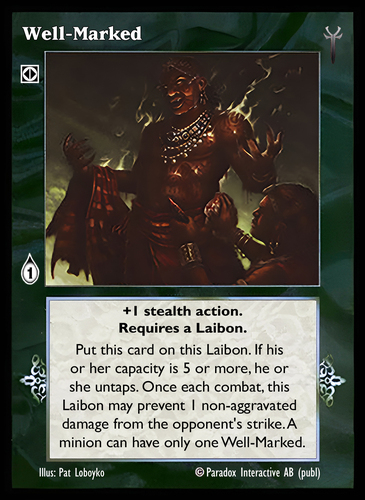 Well-Marked
1
+1 stealth action.
Requires a Laibon.
Put this card on this Laibon. If his
or her capacity is 5 or more, he or
she untaps. Once each combat, this
Laibon may prevent 1 non-aggravated
damage from the opponent's strike. A
minion can have only one Well-Marked.
Illus: Pat Loboyko © Paradox Interactive AB (publ)